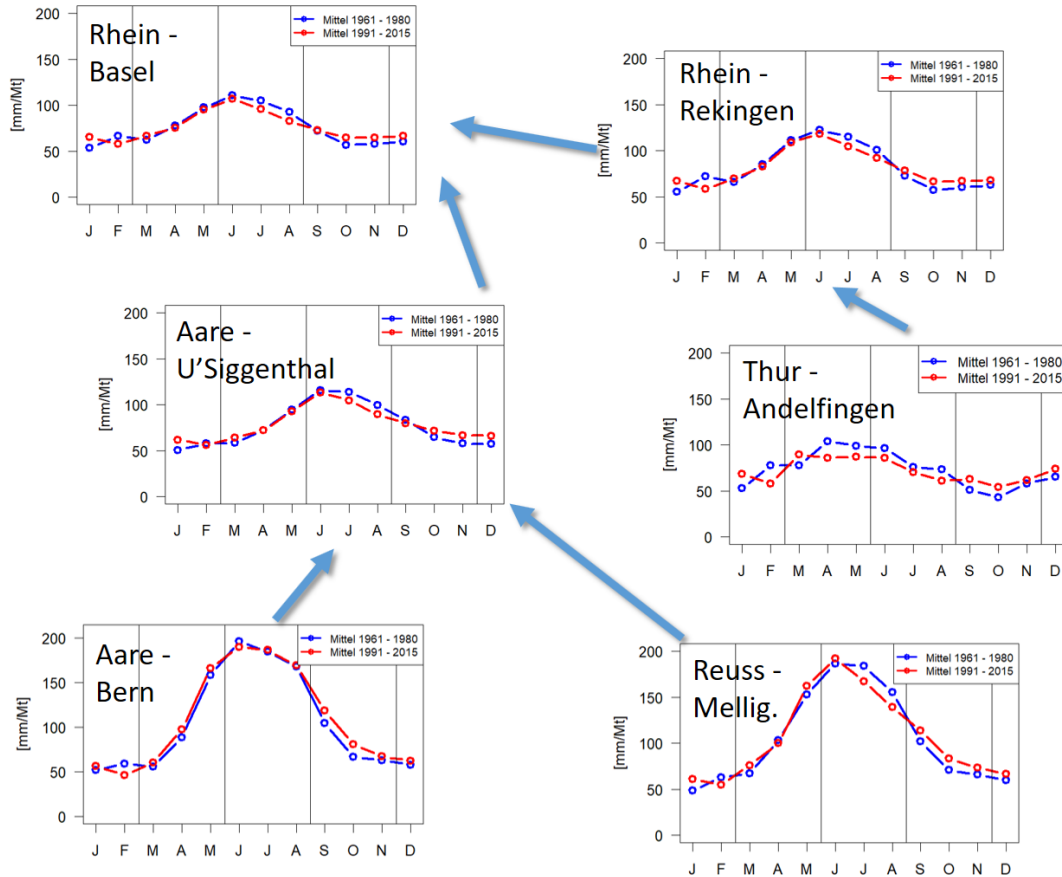 Rhein -
Basel
Mittel 1961 - 1980
Mittel 1991 - 2015
[mm/Mt]
200
150
100
50
0
J F M A M J J A S O N D
Rhein -
Rekingen
Mittel 1961 - 1980
Mittel 1991 - 2015
[mm/Mt]
200
150
100
50
0
J F M A M J J A S O N D
Aare -
U'Siggenthal
Mittel 1961 - 1980
Mittel 1991 - 2015
[mm/Mt]
200
150
100
50
0
J F M A M J J A S O N D
Thur -
Andelfingen
Mittel 1961 - 1980
Mittel 1991 - 2015
200
150
100
50
0
J F M A M J J A S O N D
Aare -
Bern
Mittel 1961 - 1980
Mittel 1991 - 2015
[mm/Mt]
200
150
100
50
0
J F M A M J J A S O N D
Reuss -
Mellig.
Mittel 1961 - 1980
Mittel 1991 - 2015
[mm/Mt]
200
150
100
50
0
J F M A M J J A S O N D